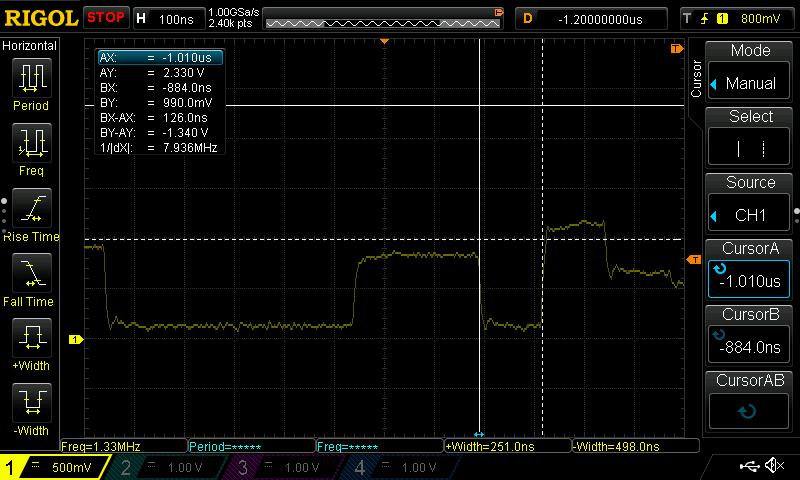 RIGOL STOP H 100ns 1.00GSa/s 2.40k pts D -1.20000000us T 1 800mV
Horizontal
Period
Freq
Rise Time
Fall Time
+Width
-Width
AX: = -1.010us
AY: = 2.330 V
BX: = -884.0ns
BY: = 990.0mV
BX-AX: = 126.0ns
BY-AY: = -1.340 V
1/|dX|: = 7.936MHz
T
T
1
Cursor
Mode
Manual
Select
Source
CH1
CursorA
-1.010us
CursorB
-884.0ns
CursorAB
Freq=1.33MHz Period=***** Freq=***** +Width=251.0ns -Width=498.0ns
1 500mV 2 1.00 V 3 1.00 V 4 1.00 V